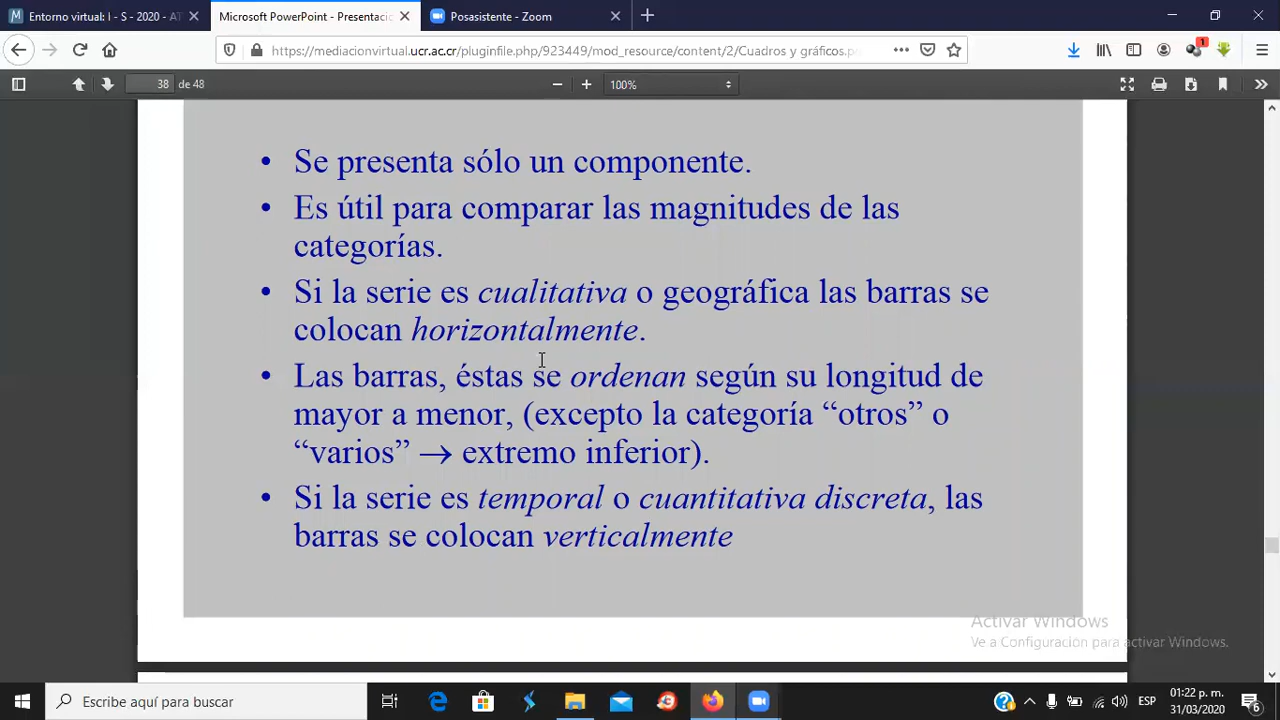 Entorno virtual: I - S - 2020 - AT
Microsoft PowerPoint - Presentacio
Posasistente - Zoom
https://mediacionvirtual.ucr.ac.cr/pluginfile.php/923449/mod_resource/content/2/Cuadros y gráficos.p
1
38 de 48
100%
• Se presenta sólo un componente.
• Es útil para comparar las magnitudes de las
categorías.
• Si la serie es cualitativa o geográfica las barras se
colocan horizontalmente.
• Las barras, éstas se ordenan según su longitud de
mayor a menor, (excepto la categoría “otros” o
“varios” → extremo inferior).
• Si la serie es temporal o cuantitativa discreta, las
barras se colocan verticalmente
Activar Windows
Ve a Configuración para activar Windows.
Escribe aquí para buscar
ESP
01:22 p. m.
31/03/2020
6